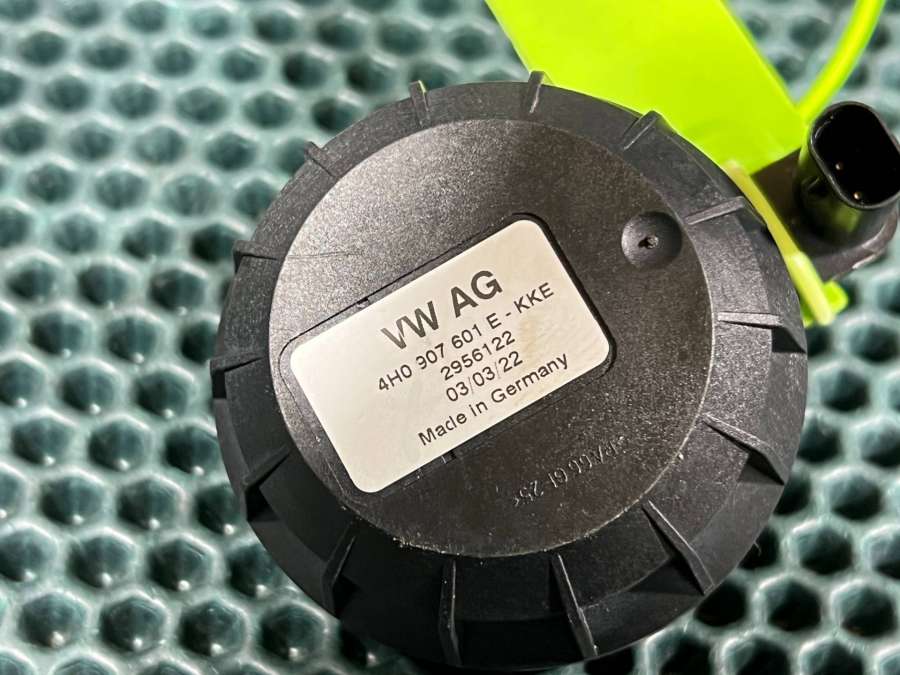 VW AG
4H0 907 601 E - KKE
2956122
03/03/22
Made in Germany